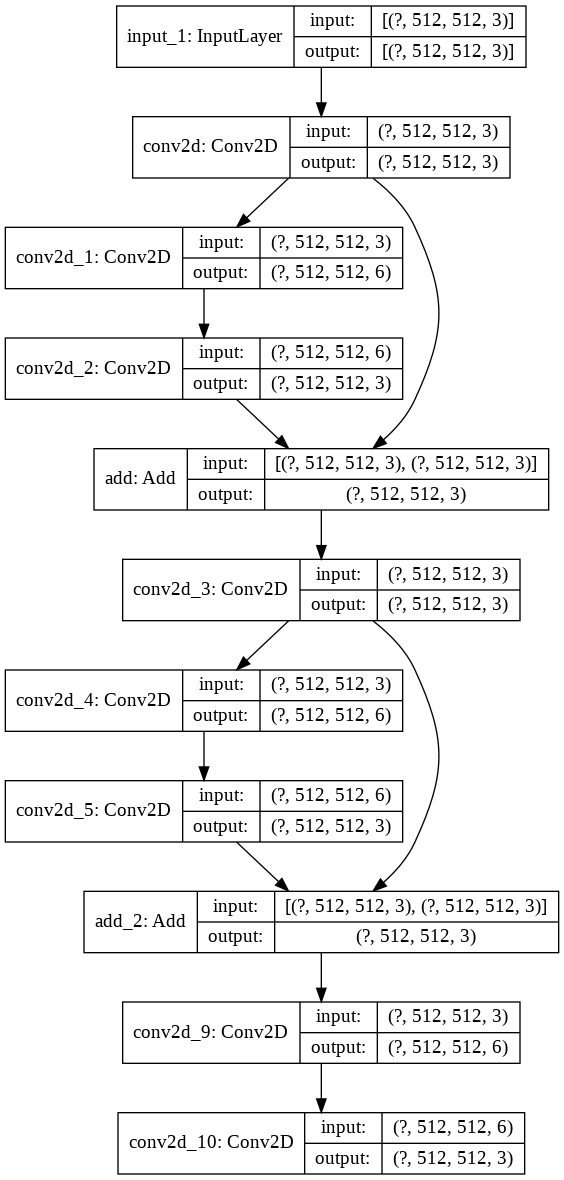 input_1: InputLayer
input: [(?, 512, 512, 3)]
output: [(?, 512, 512, 3)]
conv2d: Conv2D
input: (?, 512, 512, 3)
output: (?, 512, 512, 3)
conv2d_1: Conv2D
input: (?, 512, 512, 3)
output: (?, 512, 512, 6)
conv2d_2: Conv2D
input: (?, 512, 512, 6)
output: (?, 512, 512, 3)
add: Add
input: [(?, 512, 512, 3), (?, 512, 512, 3)]
output: (?, 512, 512, 3)
conv2d_3: Conv2D
input: (?, 512, 512, 3)
output: (?, 512, 512, 3)
conv2d_4: Conv2D
input: (?, 512, 512, 3)
output: (?, 512, 512, 6)
conv2d_5: Conv2D
input: (?, 512, 512, 6)
output: (?, 512, 512, 3)
add_2: Add
input: [(?, 512, 512, 3), (?, 512, 512, 3)]
output: (?, 512, 512, 3)
conv2d_9: Conv2D
input: (?, 512, 512, 3)
output: (?, 512, 512, 6)
conv2d_10: Conv2D
input: (?, 512, 512, 6)
output: (?, 512, 512, 3)